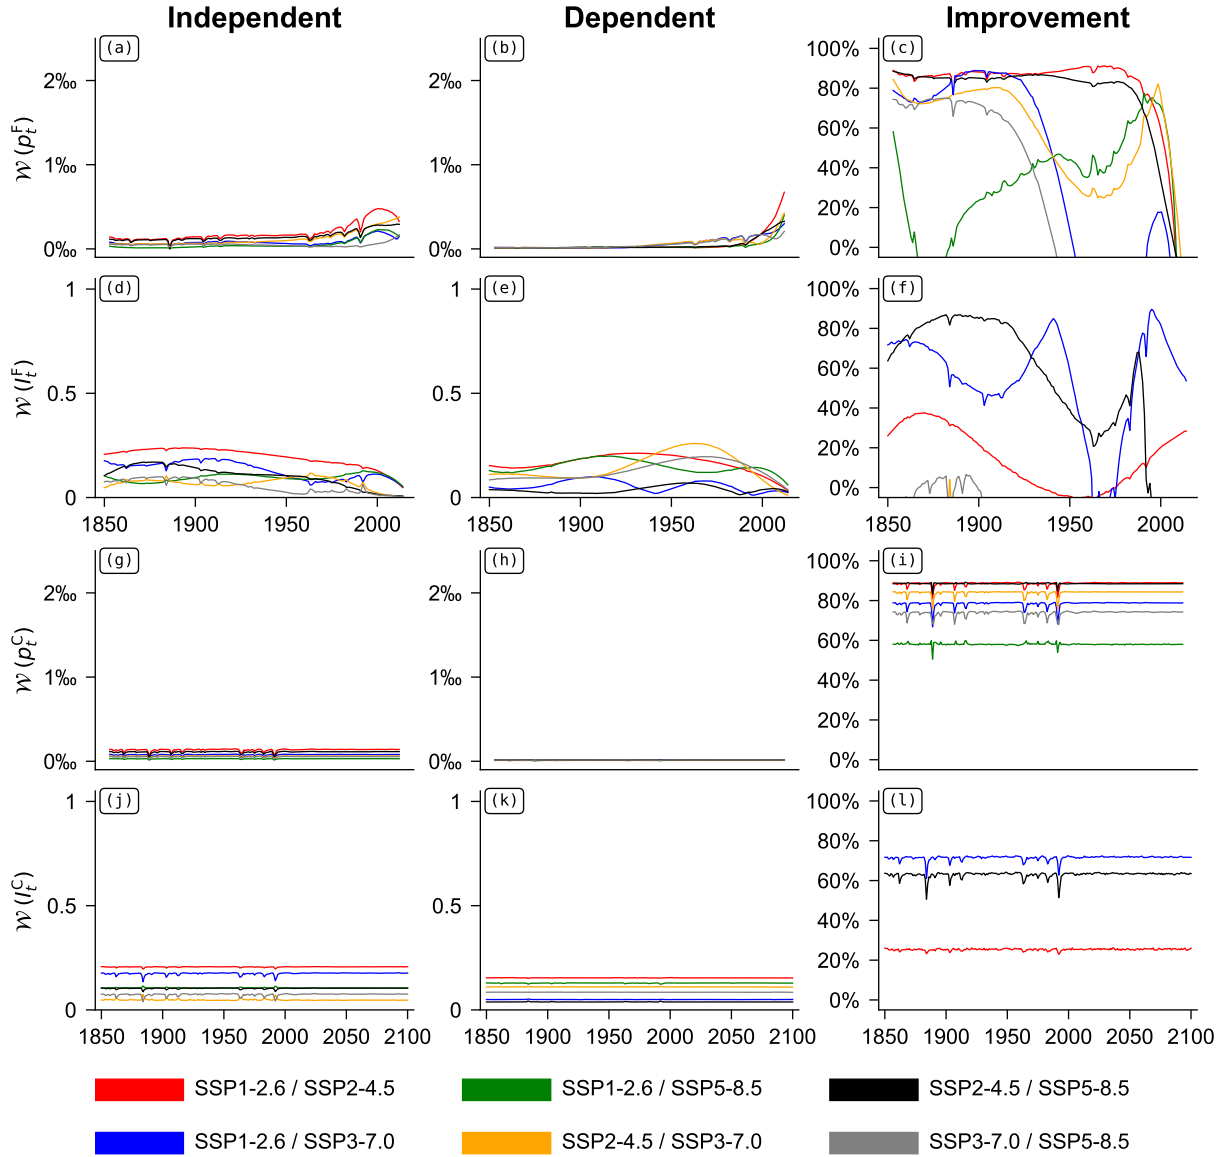 Independent Dependent Improvement
(a) (b) (c)
𝒲(p_t^F)
2‰ 1‰ 0‰
2‰ 1‰ 0‰
100% 80% 60% 40% 20% 0%
(d) (e) (f)
𝒲(I_t^F)
1 0.5 0
1 0.5 0
100% 80% 60% 40% 20% 0%
1850 1900 1950 2000 1850 1900 1950 2000 1850 1900 1950 2000
(g) (h) (i)
𝒲(p_t^C)
2‰ 1‰ 0‰
2‰ 1‰ 0‰
100% 80% 60% 40% 20% 0%
(j) (k) (l)
𝒲(I_t^C)
1 0.5 0
1 0.5 0
100% 80% 60% 40% 20% 0%
1850 1900 1950 2000 2050 2100 1850 1900 1950 2000 2050 2100 1850 1900 1950 2000 2050 2100
SSP1-2.6 / SSP2-4.5 SSP1-2.6 / SSP5-8.5 SSP2-4.5 / SSP5-8.5
SSP1-2.6 / SSP3-7.0 SSP2-4.5 / SSP3-7.0 SSP3-7.0 / SSP5-8.5